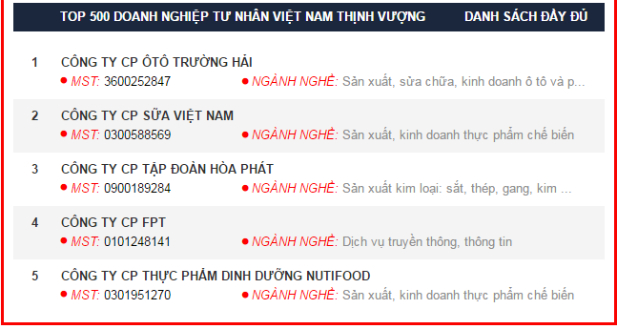 TOP 500 DOANH NGHIỆP TƯ NHÂN VIỆT NAM THỊNH VƯỢNG DANH SÁCH ĐẦY ĐỦ
1 CÔNG TY CP ÔTÔ TRƯỜNG HẢI
• MST: 3600252847 • NGÀNH NGHỀ: Sản xuất, sửa chữa, kinh doanh ô tô và p...
2 CÔNG TY CP SỮA VIỆT NAM
• MST: 0300588569 • NGÀNH NGHỀ: Sản xuất, kinh doanh thực phẩm chế biến
3 CÔNG TY CP TẬP ĐOÀN HÒA PHÁT
• MST: 0900189284 • NGÀNH NGHỀ: Sản xuất kim loại: sắt, thép, gang, kim ...
4 CÔNG TY CP FPT
• MST: 0101248141 • NGÀNH NGHỀ: Dịch vụ truyền thông, thông tin
5 CÔNG TY CP THỰC PHẨM DINH DƯỠNG NUTIFOOD
• MST: 0301951270 • NGÀNH NGHỀ: Sản xuất, kinh doanh thực phẩm chế biến